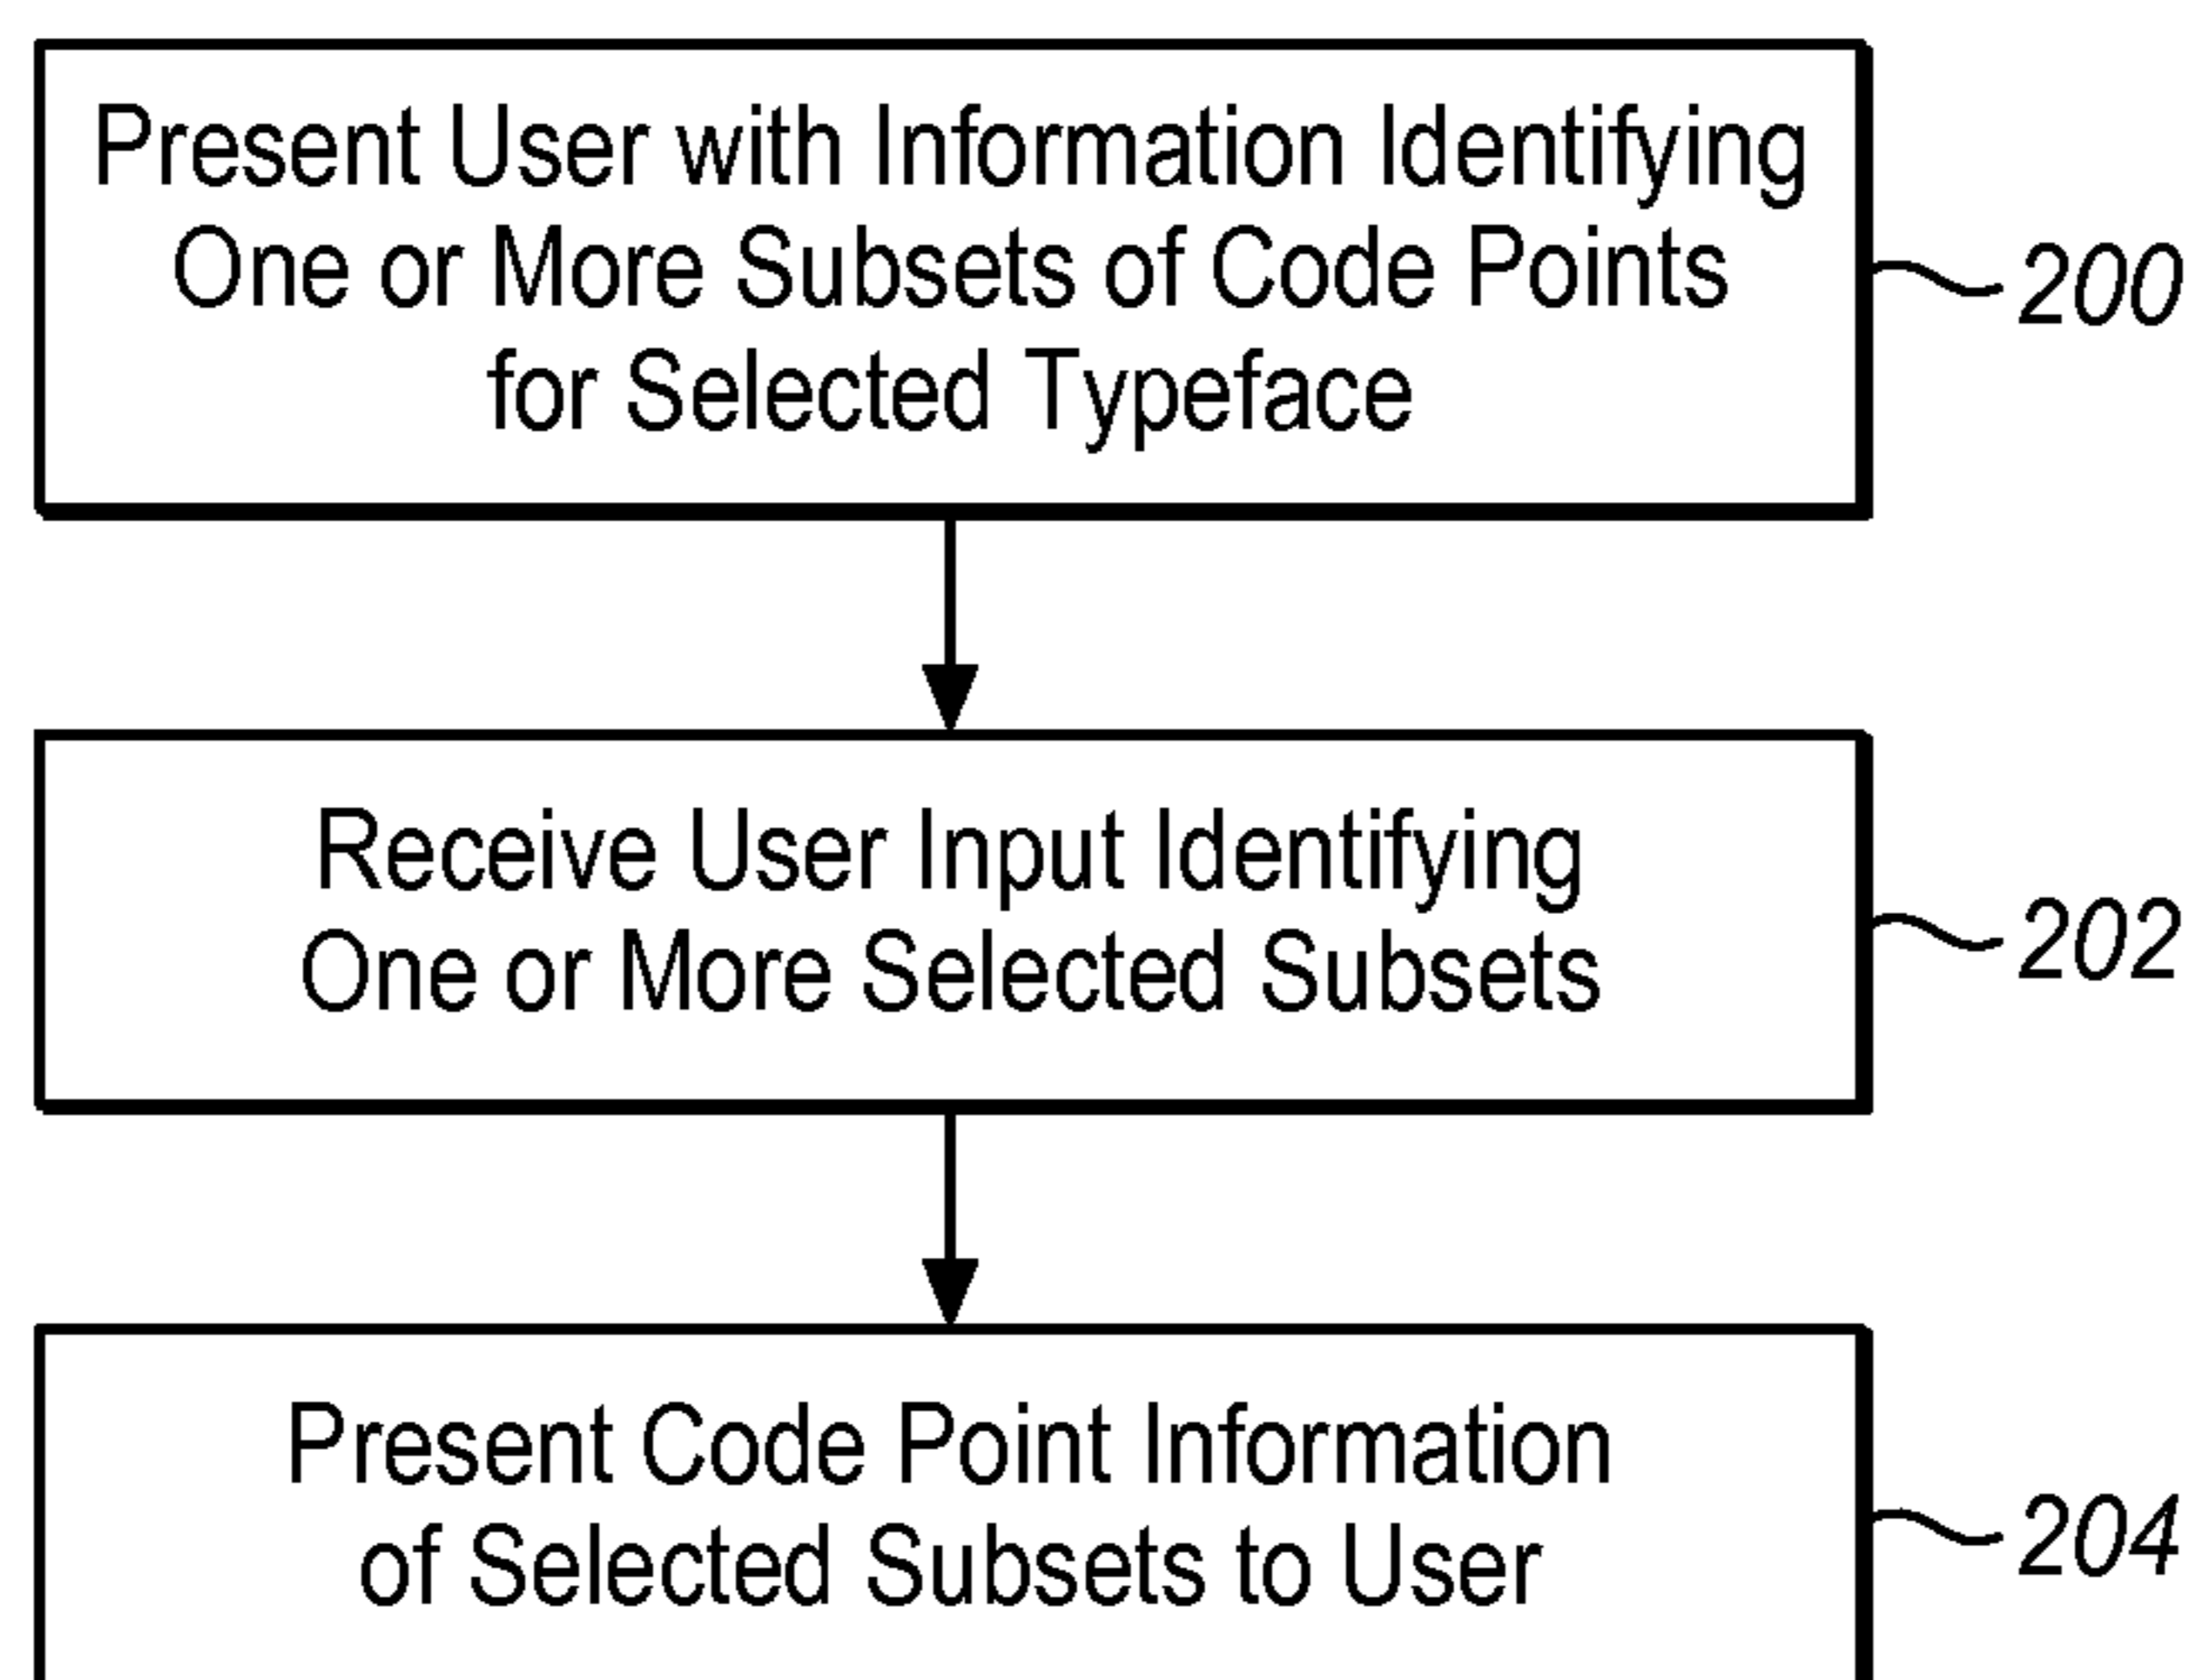 Present User with Information Identifying
One or More Subsets of Code Points
for Selected Typeface
200
Receive User Input Identifying
One or More Selected Subsets
202
Present Code Point Information
of Selected Subsets to User
204